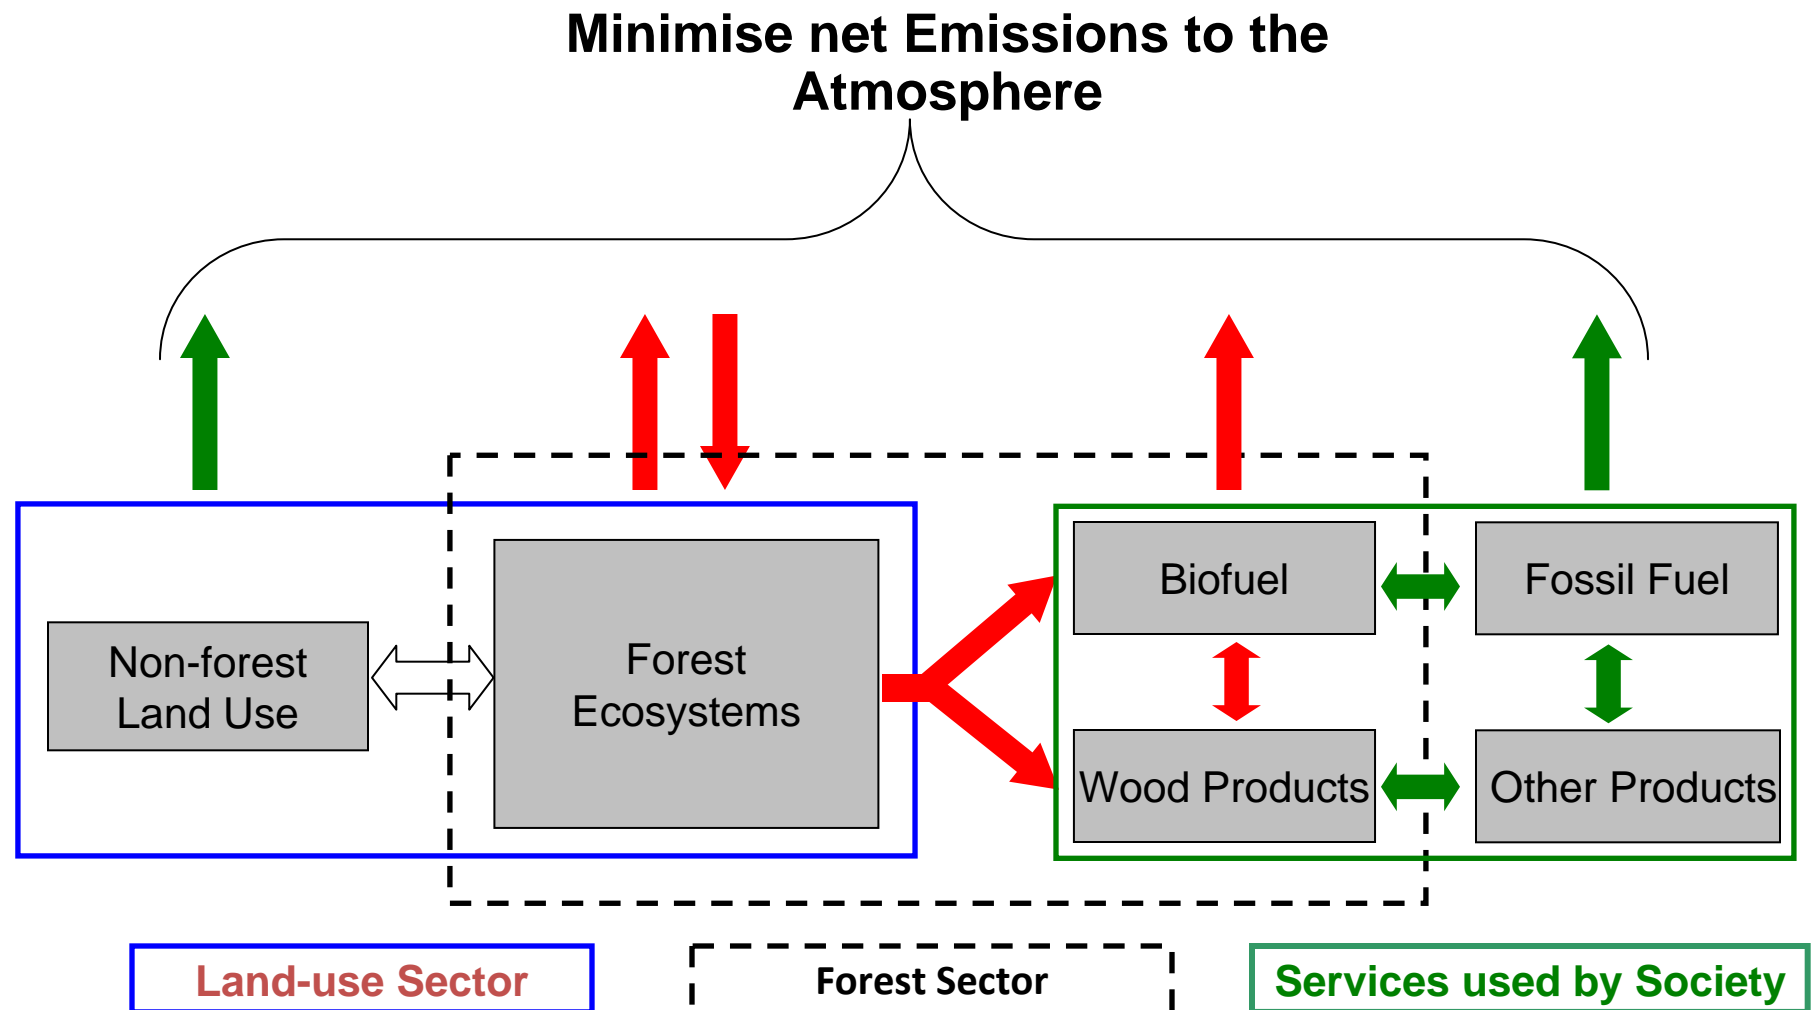 Minimise net Emissions to the
Atmosphere
Non-forest
Land Use
Forest
Ecosystems
Biofuel
Fossil Fuel
Wood Products
Other Products
Land-use Sector
Forest Sector
Services used by Society